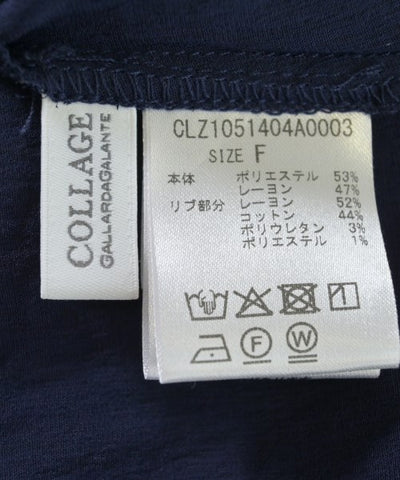 COLLAGE
GALLARDAGALANTE
CLZ1051404A0003
SIZE F
本体 ポリエステル 53%
レーヨン 47%
リブ部分 レーヨン 52%
コットン 44%
ポリウレタン 3%
ポリエステル 1%
F W